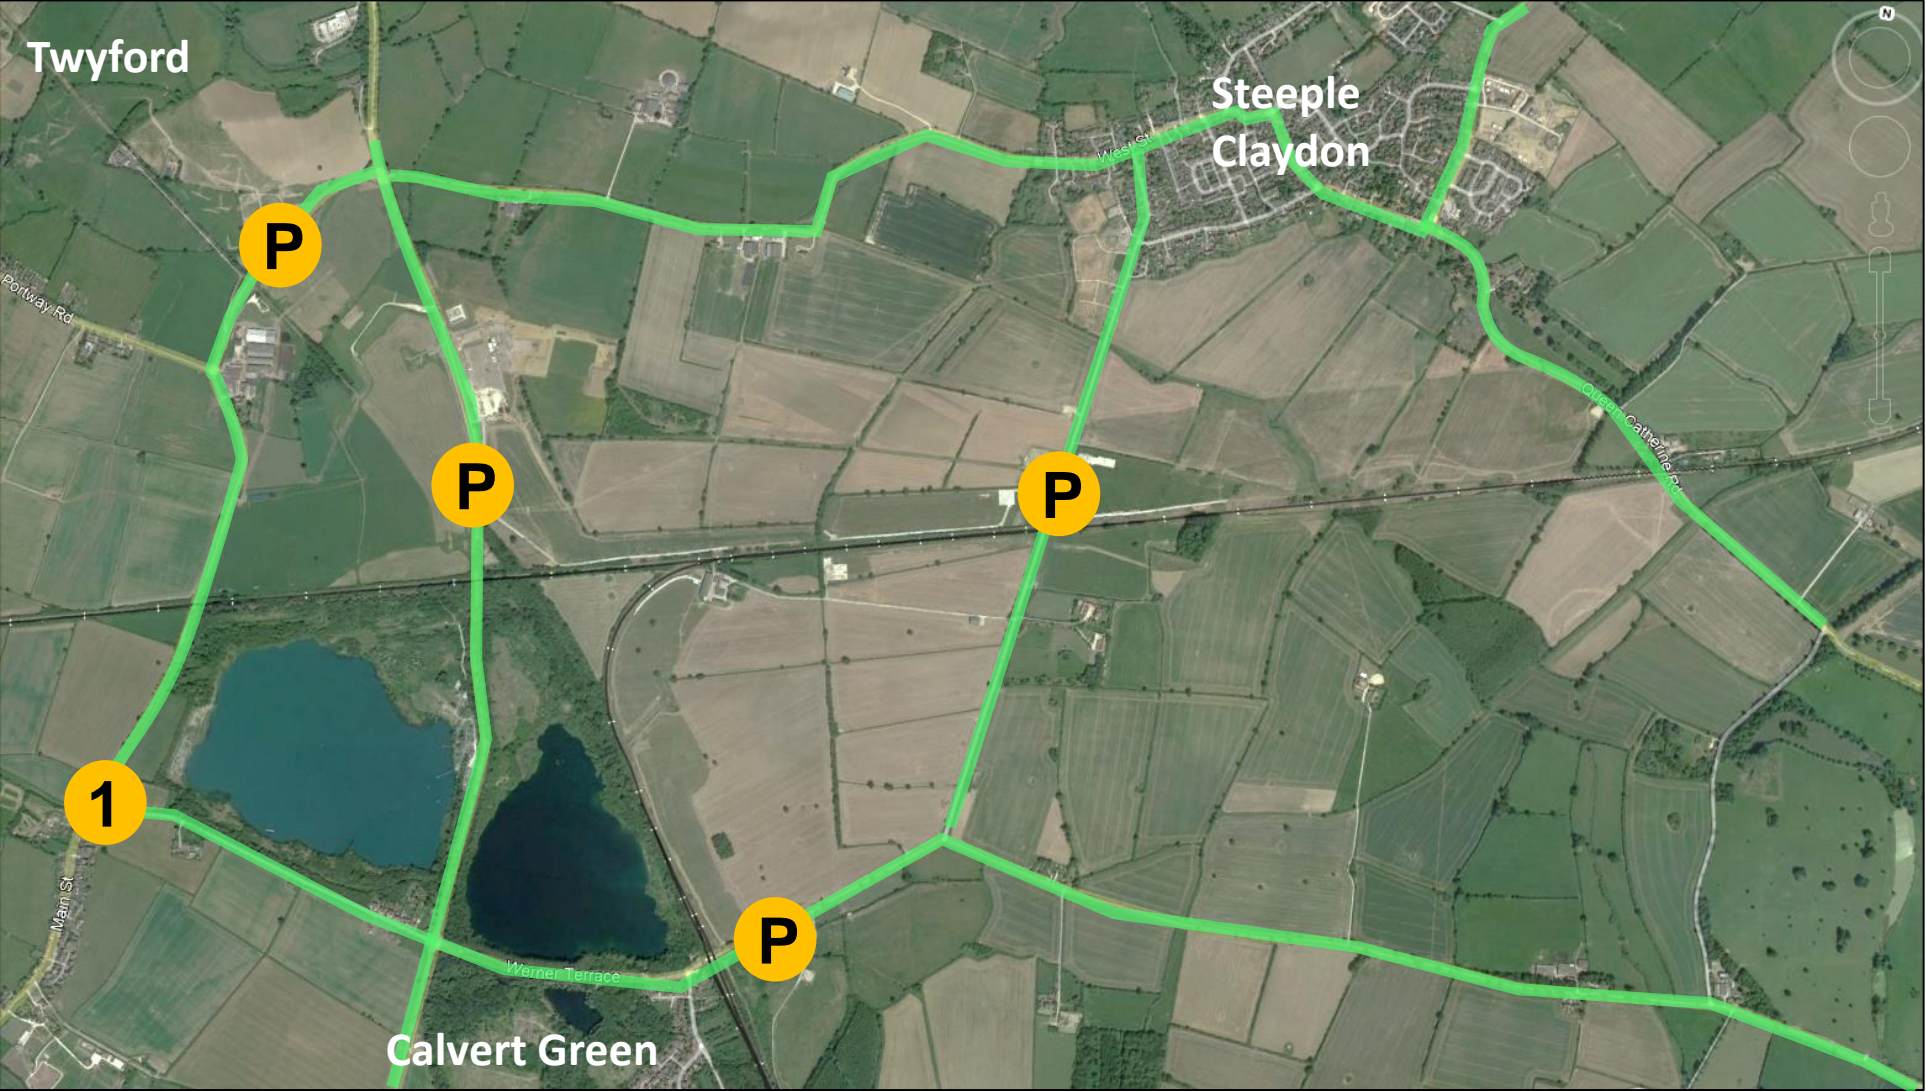 Twyford
N
Steeple
Claydon
West St
P
Portway Rd
Queen Catherine Rd
P
P
1
Main St
P
Werner Terrace
Calvert Green